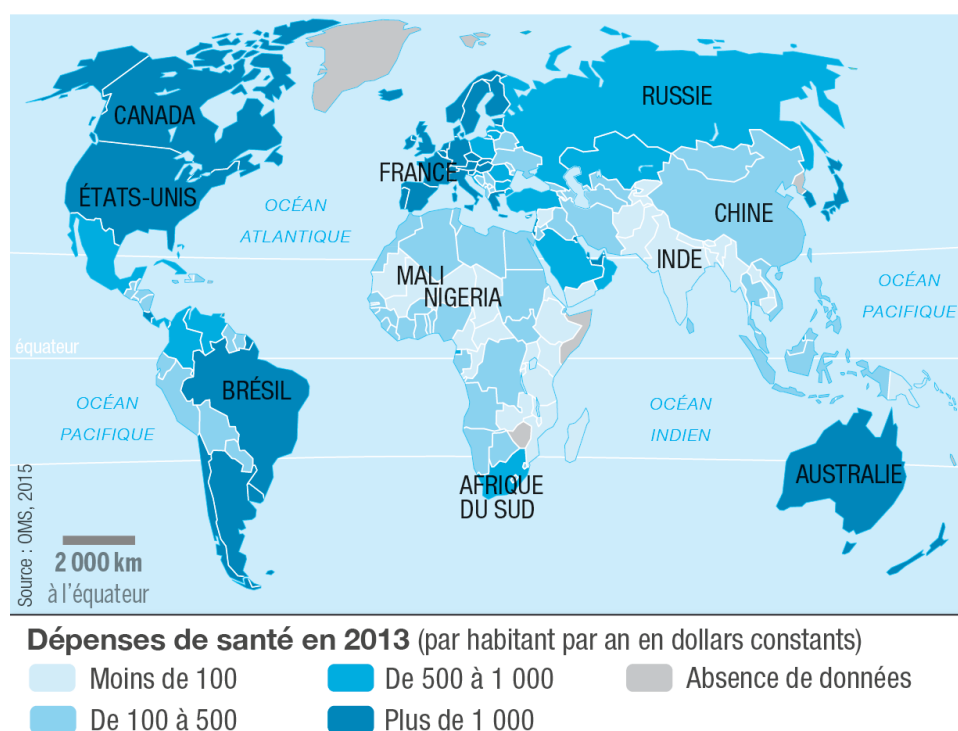 RUSSIE
CANADA
FRANCE
ÉTATS-UNIS
OCÉAN
ATLANTIQUE
CHINE
INDE
MALI
NIGERIA
OCÉAN
PACIFIQUE
équateur
BRÉSIL
OCÉAN
PACIFIQUE
OCÉAN
INDIEN
AUSTRALIE
AFRIQUE
DU SUD
Source : OMS, 2015
2 000 km
à l'équateur
Dépenses de santé en 2013 (par habitant par an en dollars constants)
Moins de 100
De 500 à 1 000
Absence de données
De 100 à 500
Plus de 1 000